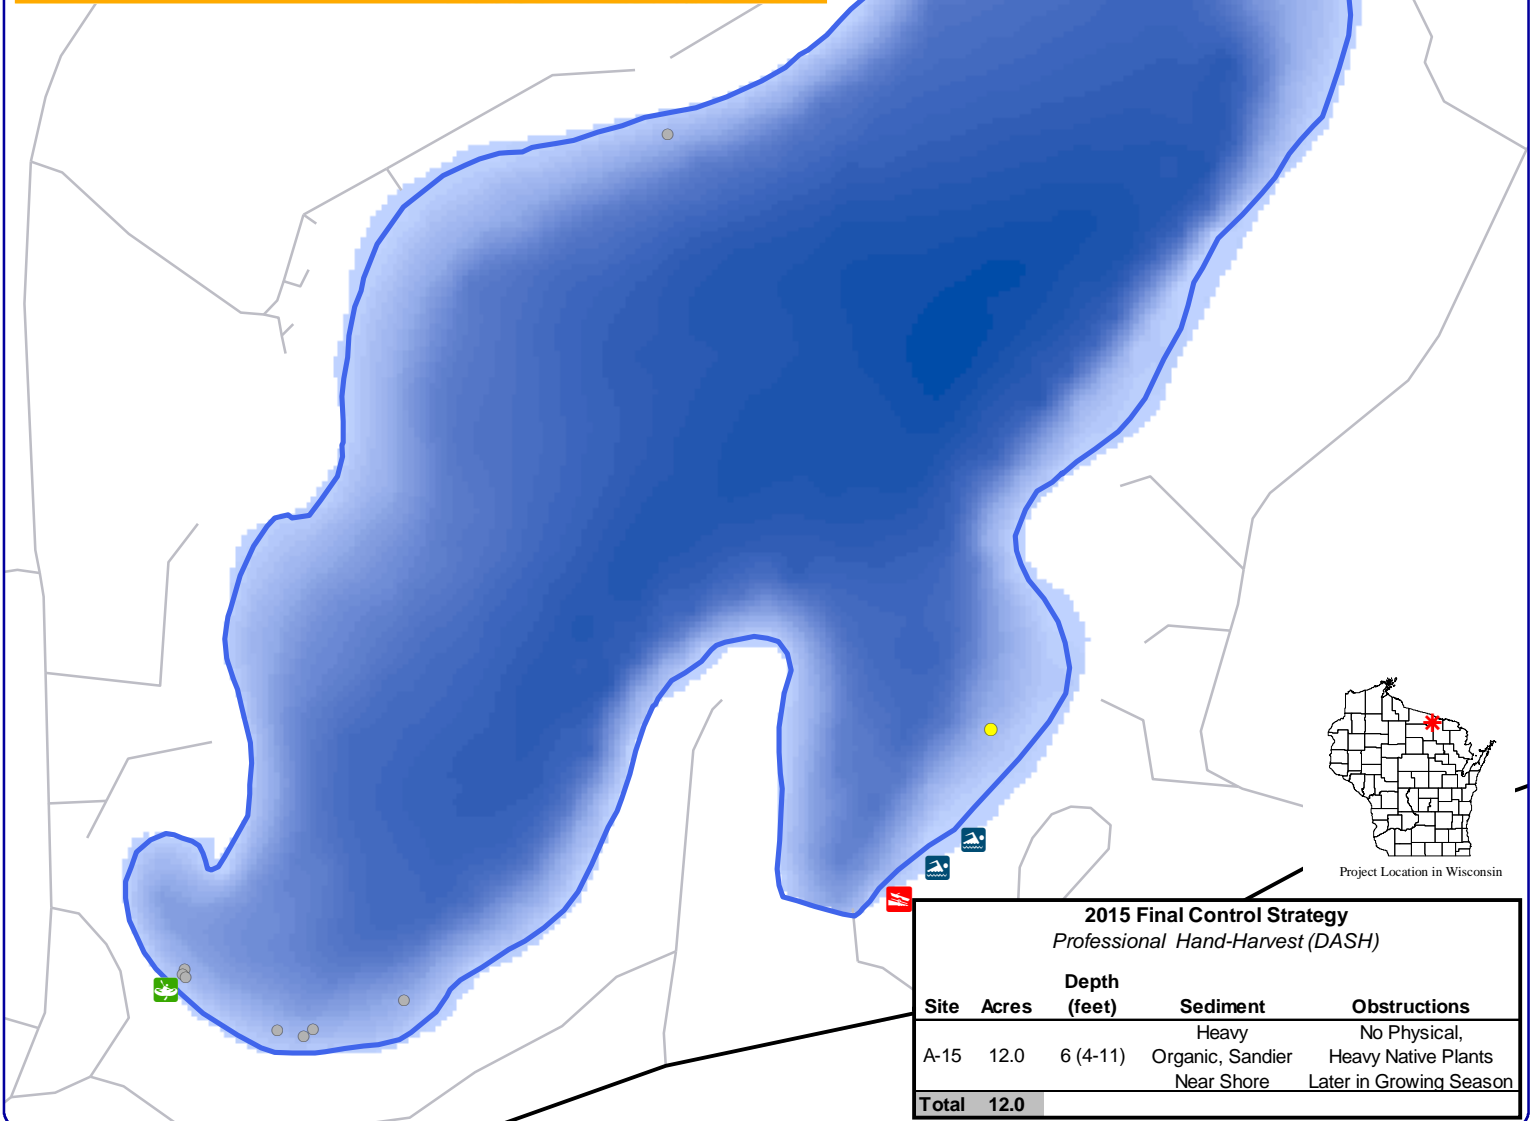 Project Location in Wisconsin
2015 Final Control Strategy
Professional Hand-Harvest (DASH)
Depth
Site Acres (feet) Sediment Obstructions
Heavy No Physical,
A-15 12.0 6 (4-11) Organic, Sandier Heavy Native Plants
Near Shore Later in Growing Season
Total 12.0